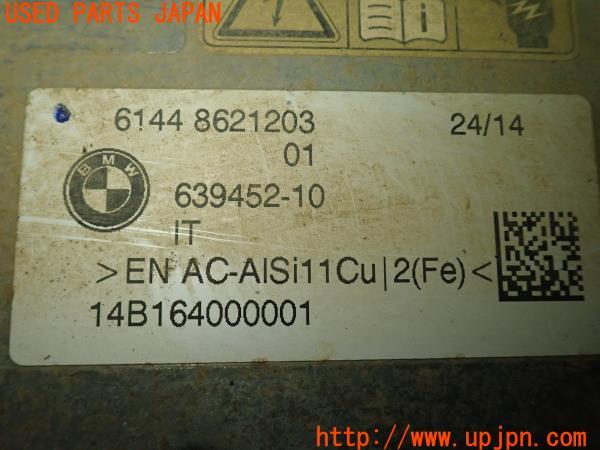 USED PARTS JAPAN
6144 8621203 24/14
01
BMW
639452-10
IT
>EN AC-AlSi11Cu|2(Fe)<
14B164000001
http://www.upjpn.com